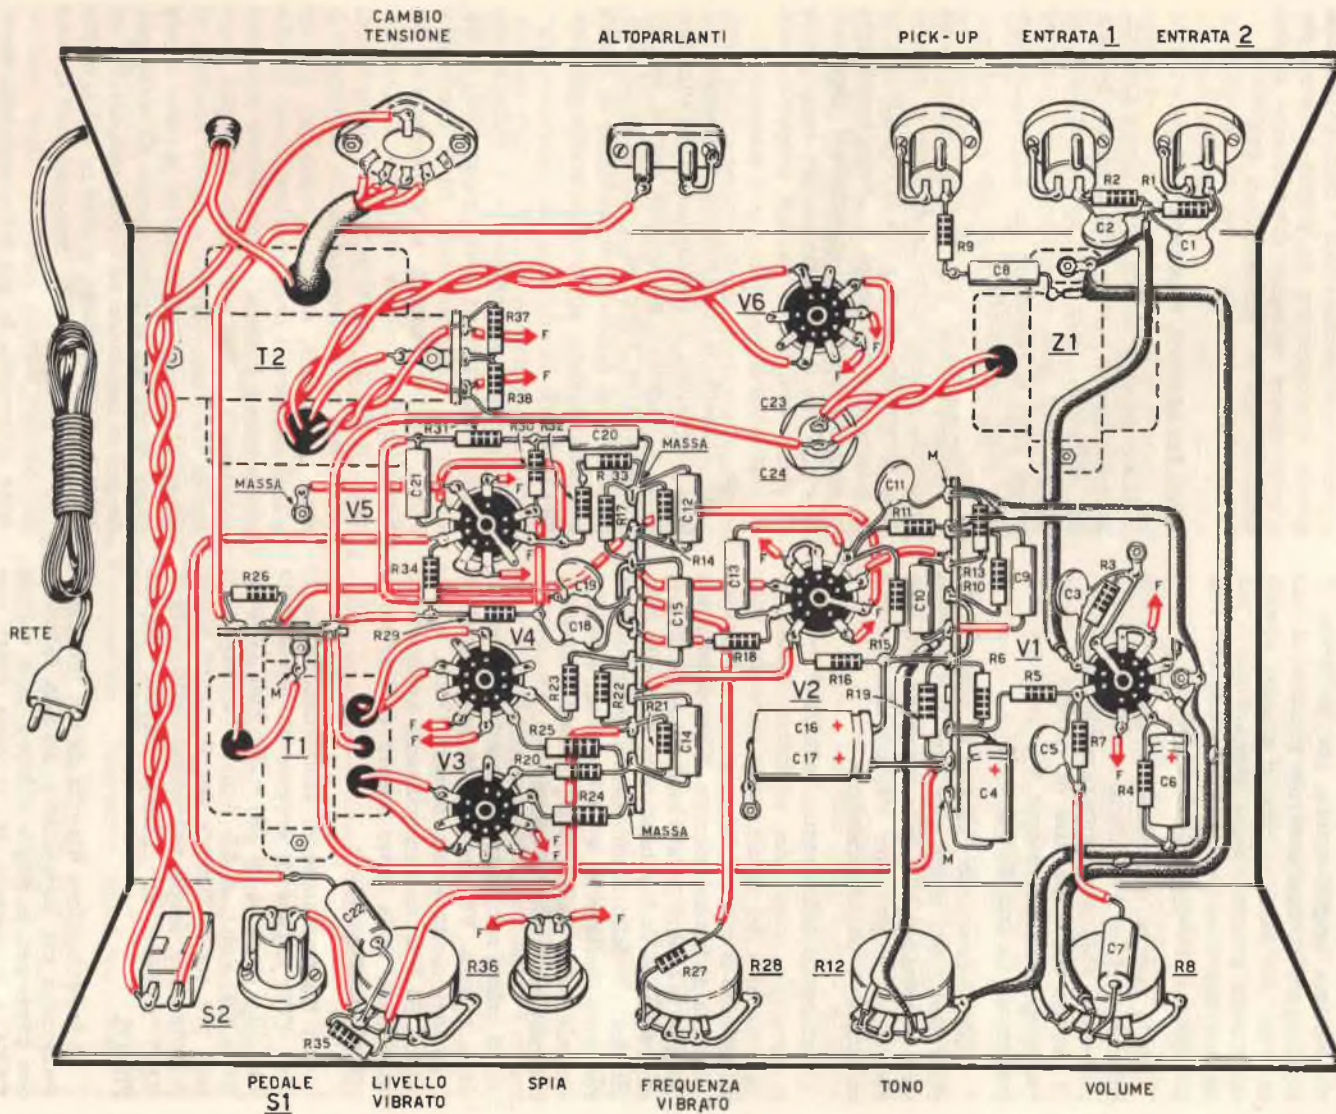 CAMBIO
TENSIONE
ALTOPARLANTI
PICK-UP
ENTRATA 1
ENTRATA 2
R2
R1
C2
C1
R9
C8
V6
R37
T2
F
Z1
F
F
R38
C23
R31
R30
R32
C20
MASSA
C24
M
C21
R33
C11
MASSA
F
V5
R17
C12
R11
F
R14
F
R34
C19
C13
R13
C9
R3
R26
R10
C3
F
C15
C10
F
RETE
C18
R29
V4
R15
R18
R6
V1
M
R23
R22
R16
R5
V2
R19
F
R21
C16 +
T1
R25
C14
C5
R7
V3
C17 +
+
+
R20
F
C4
R4
C6
R24
F
MASSA
F
M
C22
F
F
C7
R36
R27
R28
R12
R8
S2
R35
PEDALE
S1
LIVELLO
VIBRATO
SPIA
FREQUENZA
VIBRATO
TONO
VOLUME